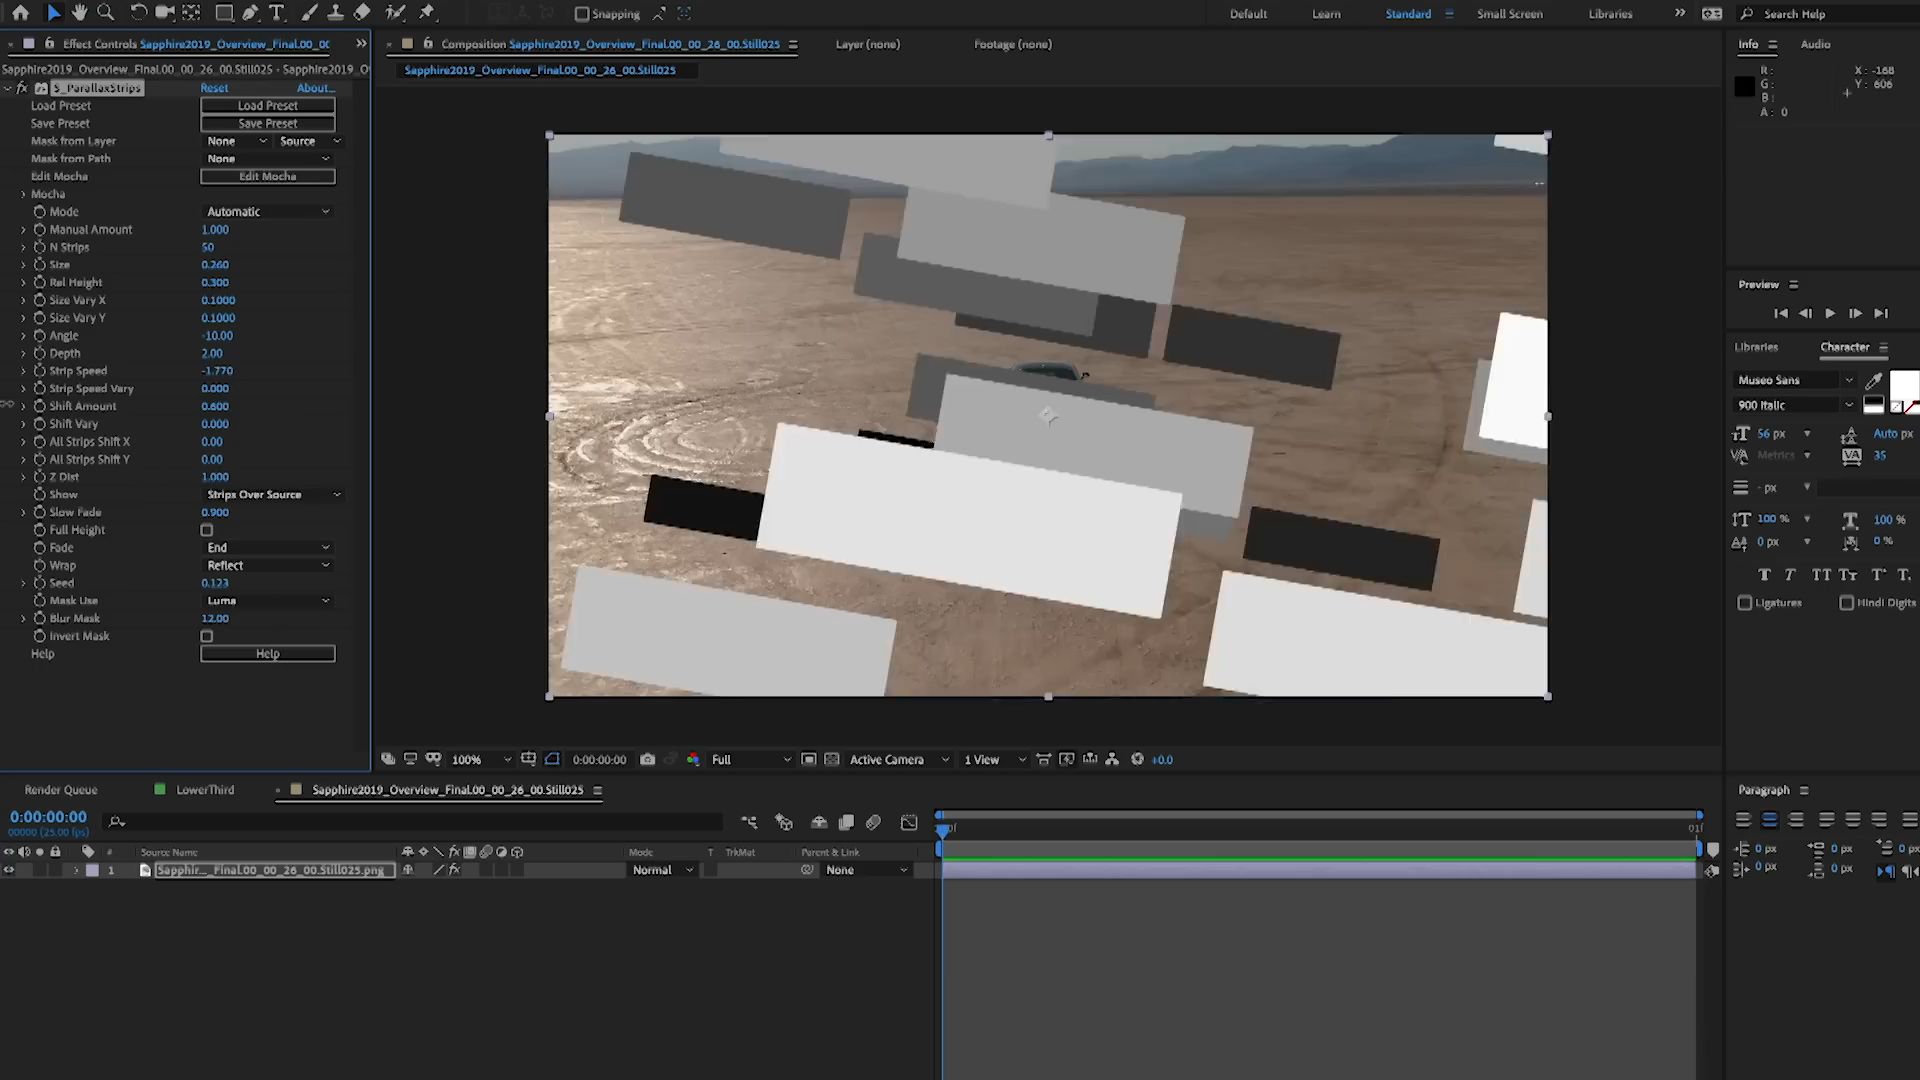 Snapping
Default
Learn
Standard
Small Screen
Libraries
Search Help
Effect Controls Sapphire2019_Overview_Final.00_00
Composition Sapphire2019_Overview_Final.00_00_26_00.Still025
Layer (none)
Footage (none)
Info
Audio
Sapphire2019_Overview_Final.00_00_26_00.Still025 - Sapphire2019_O
Sapphire2019_Overview_Final.00_00_26_00.Still025
R :
G :
B :
A : 0
X : -168
Y : 606
fx S_ParallaxStrips Reset About...
Load Preset Load Preset
Save Preset Save Preset
Mask from Layer None Source
Mask from Path None
Edit Mocha Edit Mocha
Mocha
Mode Automatic
Manual Amount 1.000
N Strips 50
Size 0.260
Rel Height 0.300
Size Vary X 0.1000
Size Vary Y 0.1000
Angle -10.00
Depth 2.00
Strip Speed -1.770
Strip Speed Vary 0.000
Shift Amount 0.600
Shift Vary 0.000
All Strips Shift X 0.00
All Strips Shift Y 0.00
Z Dist 1.000
Show Strips Over Source
Slow Fade 0.900
Full Height
Fade End
Wrap Reflect
Seed 0.123
Mask Use Luma
Blur Mask 12.00
Invert Mask
Help Help
Preview
Libraries
Character
Museo Sans
900 Italic
56 px
Auto px
Metrics
35
- px
100 %
100 %
0 px
0 %
Ligatures
Hindi Digits
100%
0:00:00:00
Full
Active Camera
1 View
+0.0
Render Queue
LowerThird
Sapphire2019_Overview_Final.00_00_26_00.Still025
Paragraph
0:00:00:00
00000 (25.00 fps)
01f
# Source Name
Mode
T TrkMat
Parent & Link
1 Sapphir..._Final.00_00_26_00.Still025.png
Normal
None
0 px
0 px
0 px
0 px
0 px